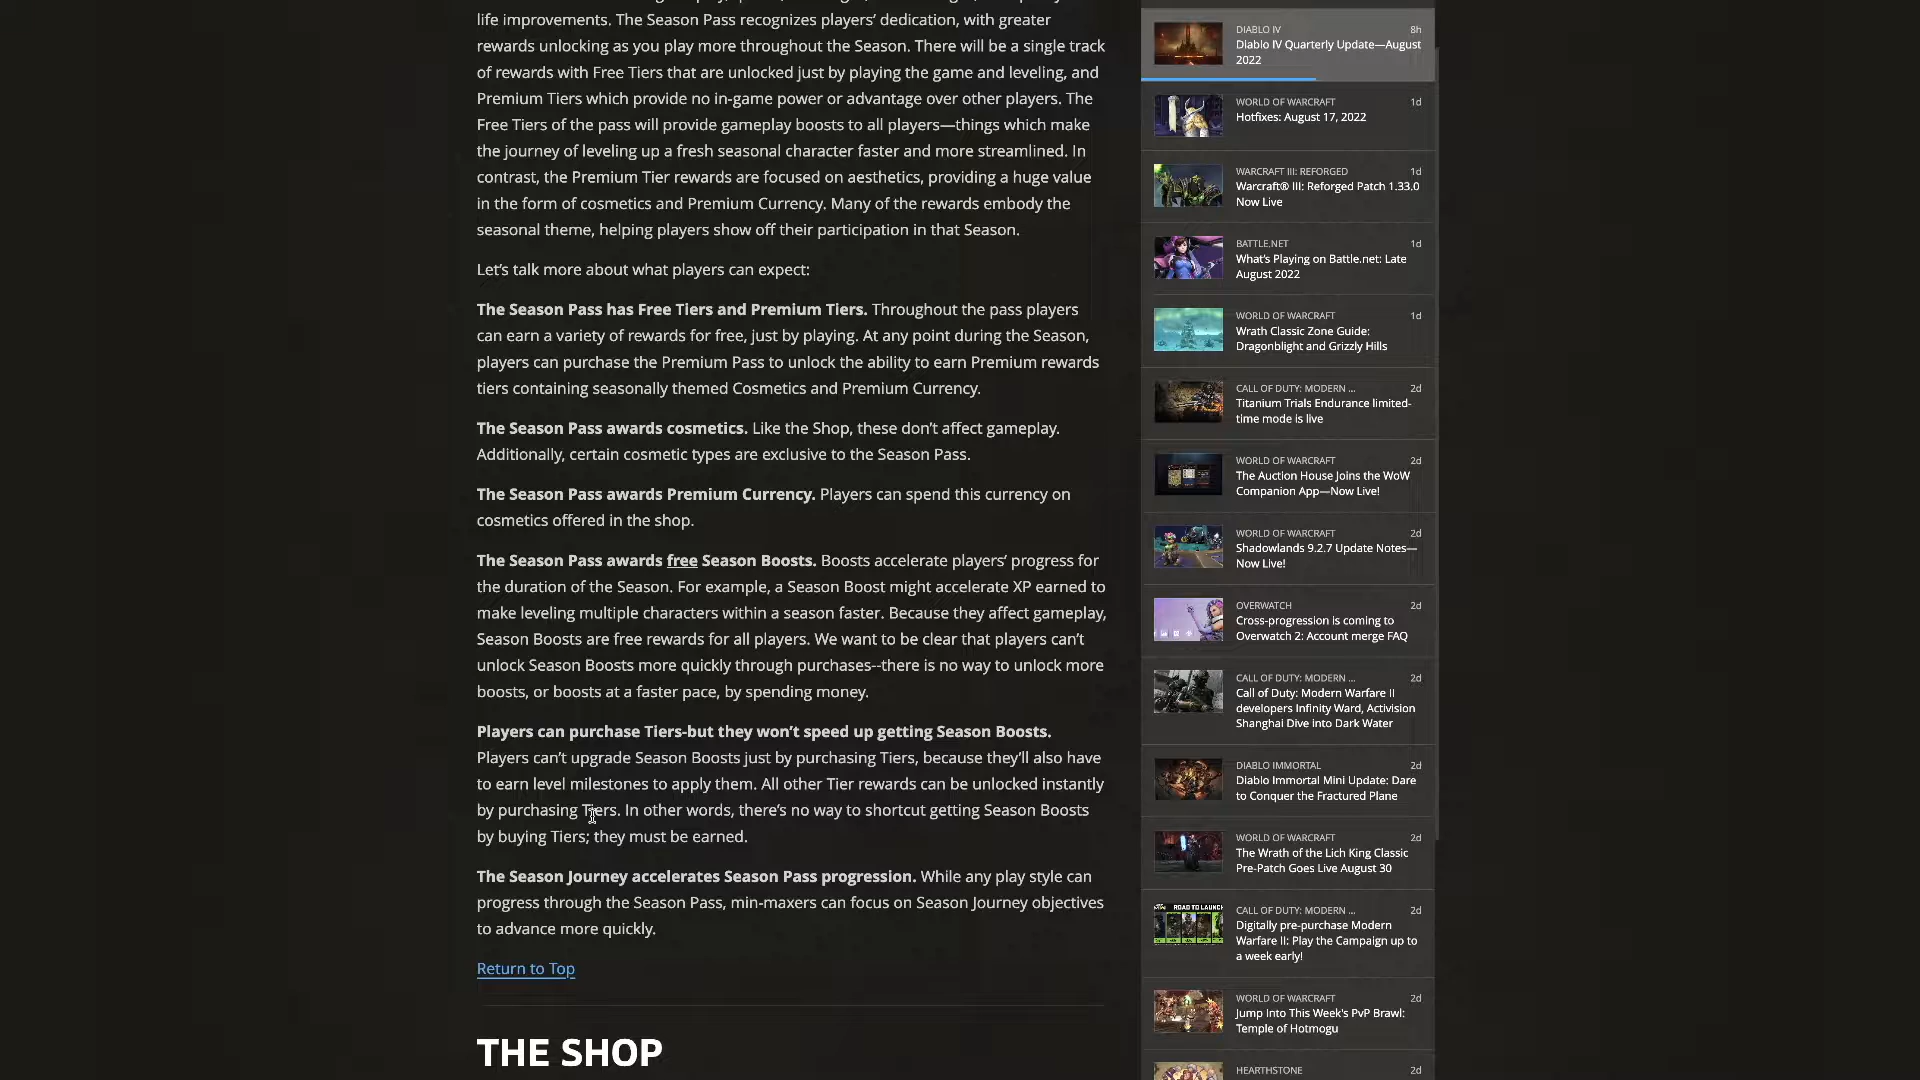 life improvements. The Season Pass recognizes players’ dedication, with greater
rewards unlocking as you play more throughout the Season. There will be a single track
of rewards with Free Tiers that are unlocked just by playing the game and leveling, and
Premium Tiers which provide no in-game power or advantage over other players. The
Free Tiers of the pass will provide gameplay boosts to all players—things which make
the journey of leveling up a fresh seasonal character faster and more streamlined. In
contrast, the Premium Tier rewards are focused on aesthetics, providing a huge value
in the form of cosmetics and Premium Currency. Many of the rewards embody the
seasonal theme, helping players show off their participation in that Season.
Let’s talk more about what players can expect:
The Season Pass has Free Tiers and Premium Tiers. Throughout the pass players
can earn a variety of rewards for free, just by playing. At any point during the Season,
players can purchase the Premium Pass to unlock the ability to earn Premium rewards
tiers containing seasonally themed Cosmetics and Premium Currency.
The Season Pass awards cosmetics. Like the Shop, these don’t affect gameplay.
Additionally, certain cosmetic types are exclusive to the Season Pass.
The Season Pass awards Premium Currency. Players can spend this currency on
cosmetics offered in the shop.
The Season Pass awards free Season Boosts. Boosts accelerate players’ progress for
the duration of the Season. For example, a Season Boost might accelerate XP earned to
make leveling multiple characters within a season faster. Because they affect gameplay,
Season Boosts are free rewards for all players. We want to be clear that players can’t
unlock Season Boosts more quickly through purchases--there is no way to unlock more
boosts, or boosts at a faster pace, by spending money.
Players can purchase Tiers-but they won’t speed up getting Season Boosts.
Players can’t upgrade Season Boosts just by purchasing Tiers, because they’ll also have
to earn level milestones to apply them. All other Tier rewards can be unlocked instantly
by purchasing Tiers. In other words, there’s no way to shortcut getting Season Boosts
by buying Tiers; they must be earned.
The Season Journey accelerates Season Pass progression. While any play style can
progress through the Season Pass, min-maxers can focus on Season Journey objectives
to advance more quickly.
Return to Top
THE SHOP
DIABLO IV 8h
Diablo IV Quarterly Update—August
2022
WORLD OF WARCRAFT 1d
Hotfixes: August 17, 2022
WARCRAFT III: REFORGED 1d
Warcraft® III: Reforged Patch 1.33.0
Now Live
BATTLE.NET 1d
What’s Playing on Battle.net: Late
August 2022
WORLD OF WARCRAFT 1d
Wrath Classic Zone Guide:
Dragonblight and Grizzly Hills
CALL OF DUTY: MODERN ... 2d
Titanium Trials Endurance limited-
time mode is live
WORLD OF WARCRAFT 2d
The Auction House Joins the WoW
Companion App—Now Live!
WORLD OF WARCRAFT 2d
Shadowlands 9.2.7 Update Notes—
Now Live!
OVERWATCH 2d
Cross-progression is coming to
Overwatch 2: Account merge FAQ
CALL OF DUTY: MODERN ... 2d
Call of Duty: Modern Warfare II
developers Infinity Ward, Activision
Shanghai Dive into Dark Water
DIABLO IMMORTAL 2d
Diablo Immortal Mini Update: Dare
to Conquer the Fractured Plane
WORLD OF WARCRAFT 2d
The Wrath of the Lich King Classic
Pre-Patch Goes Live August 30
CALL OF DUTY: MODERN ... 2d
ROAD TO LAUNCH
Digitally pre-purchase Modern
Warfare II: Play the Campaign up to
a week early!
WORLD OF WARCRAFT 2d
Jump Into This Week's PvP Brawl:
Temple of Hotmogu
HEARTHSTONE 2d